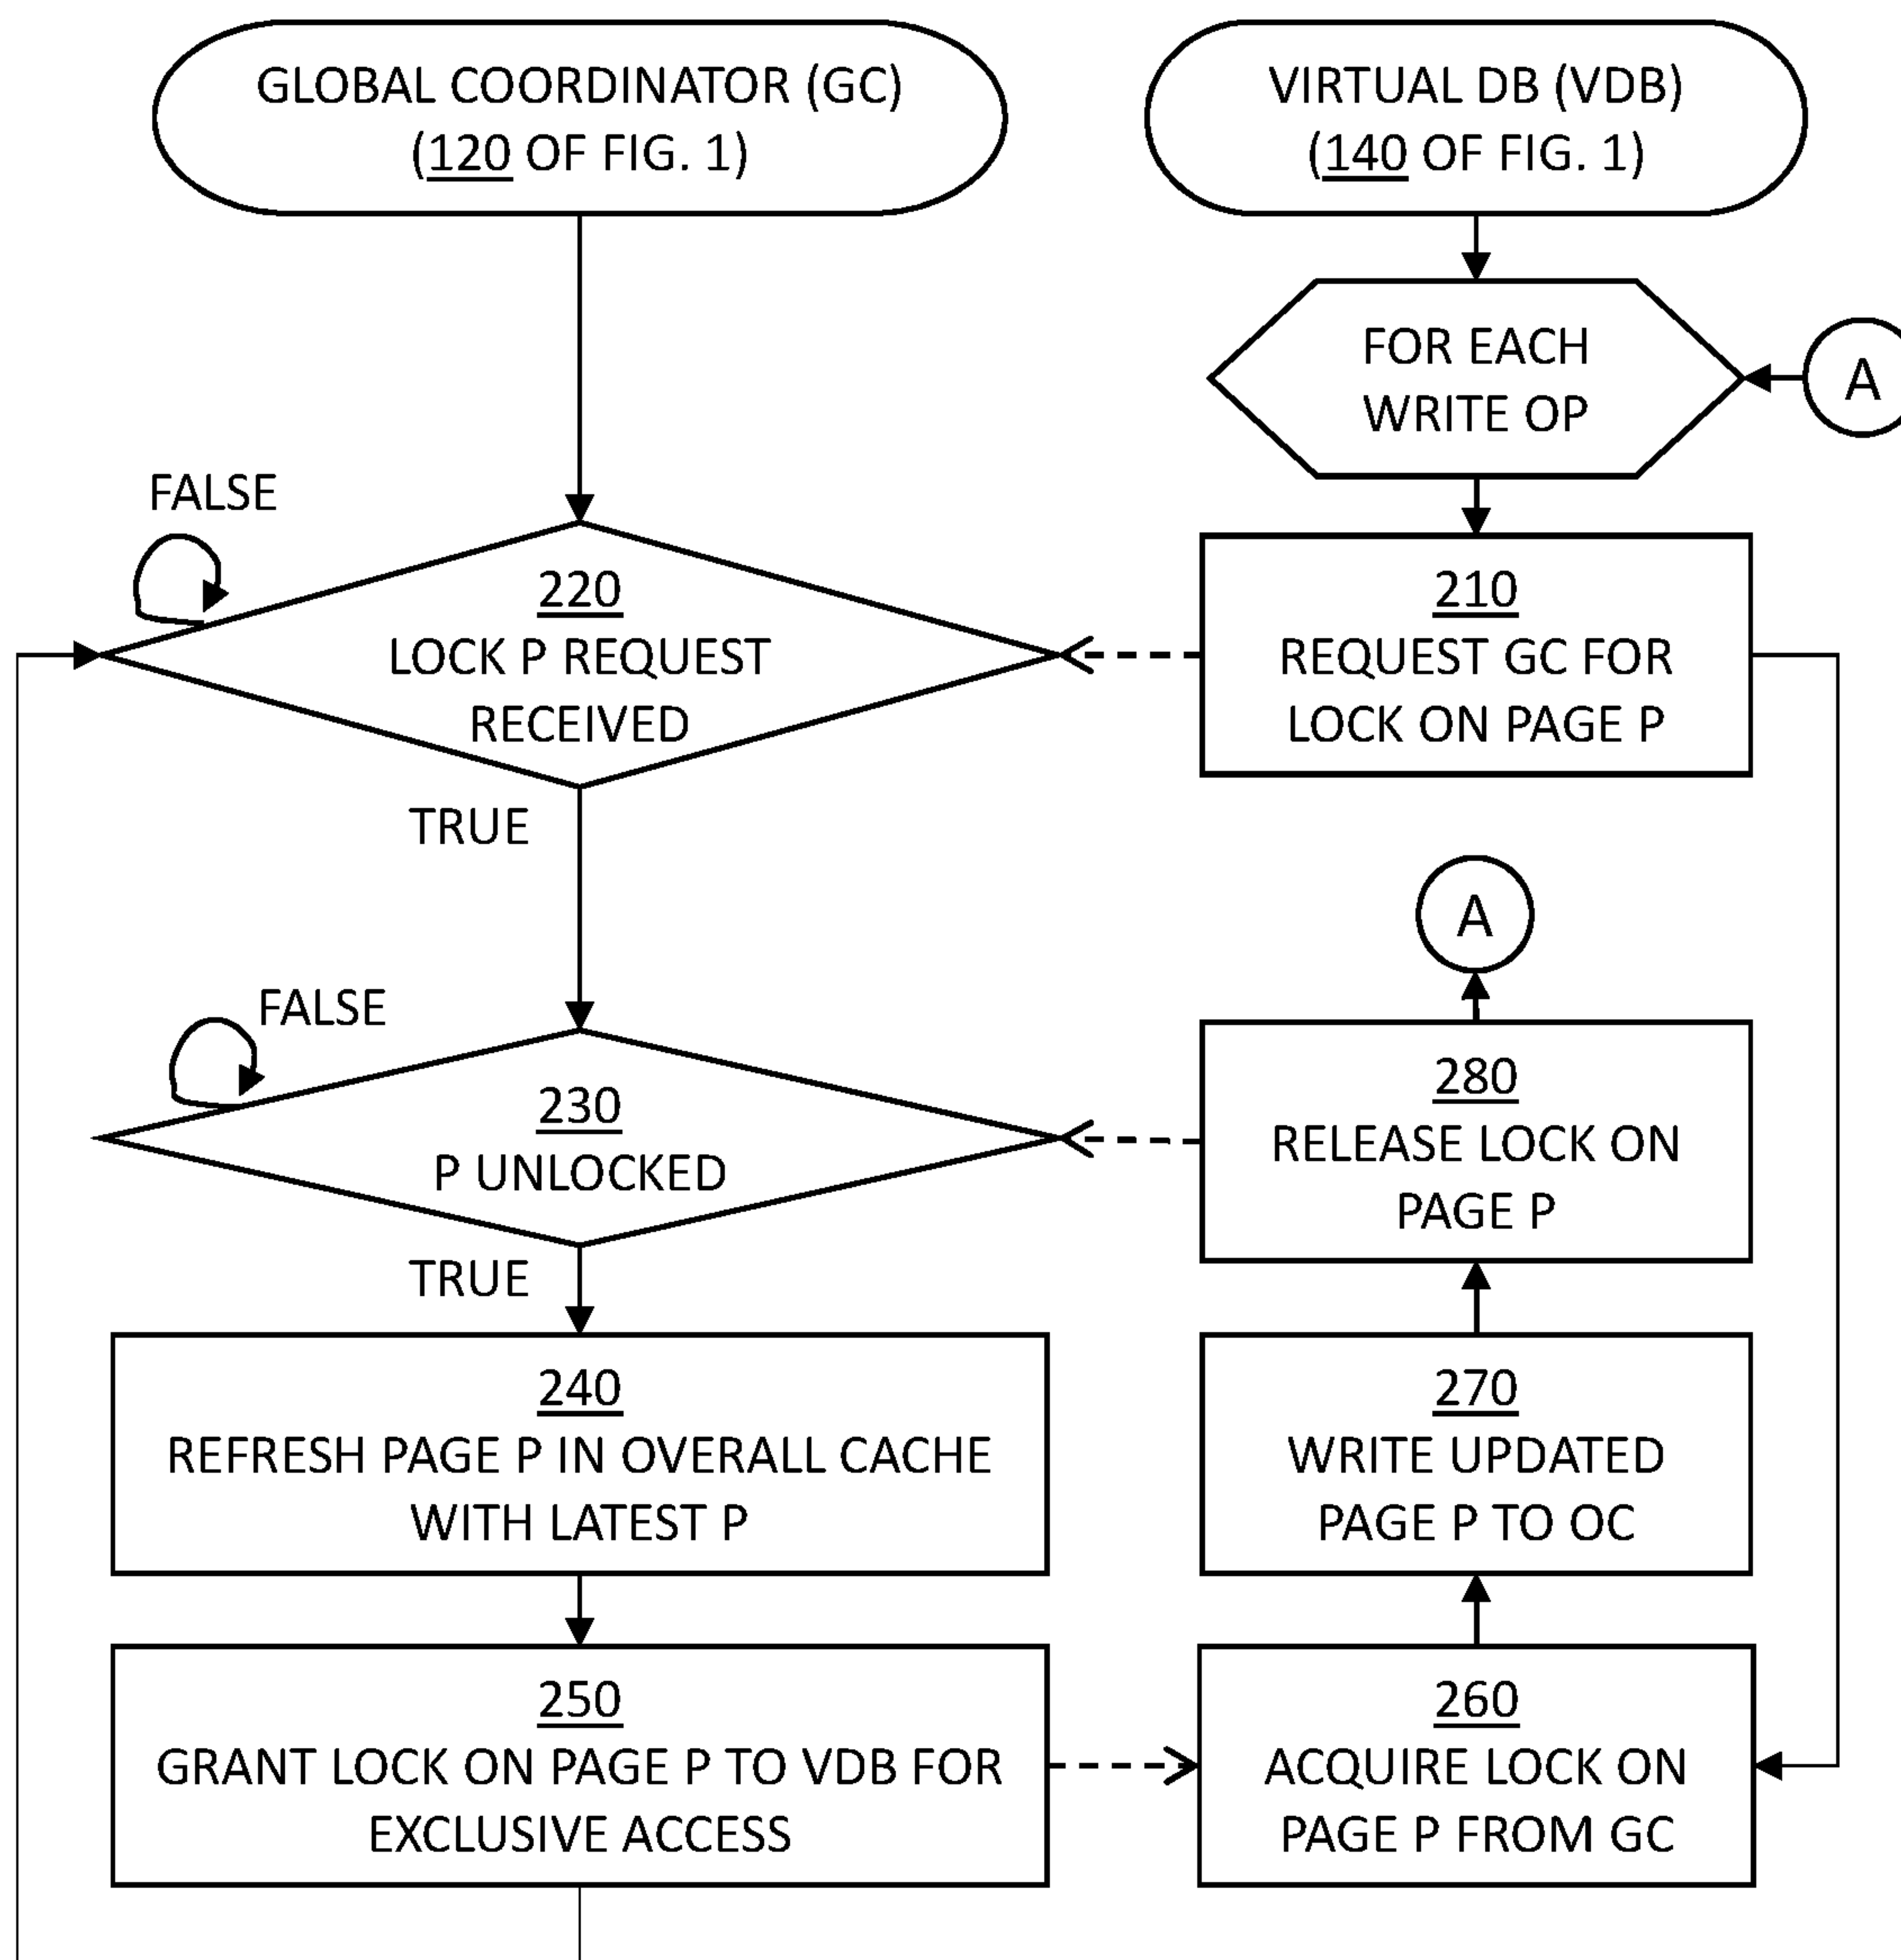 GLOBAL COORDINATOR (GC)
(120 OF FIG. 1)
VIRTUAL DB (VDB)
(140 OF FIG. 1)
FOR EACH
WRITE OP
A
FALSE
220
LOCK P REQUEST
RECEIVED
TRUE
210
REQUEST GC FOR
LOCK ON PAGE P
A
FALSE
230
P UNLOCKED
TRUE
280
RELEASE LOCK ON
PAGE P
240
REFRESH PAGE P IN OVERALL CACHE
WITH LATEST P
270
WRITE UPDATED
PAGE P TO OC
250
GRANT LOCK ON PAGE P TO VDB FOR
EXCLUSIVE ACCESS
260
ACQUIRE LOCK ON
PAGE P FROM GC